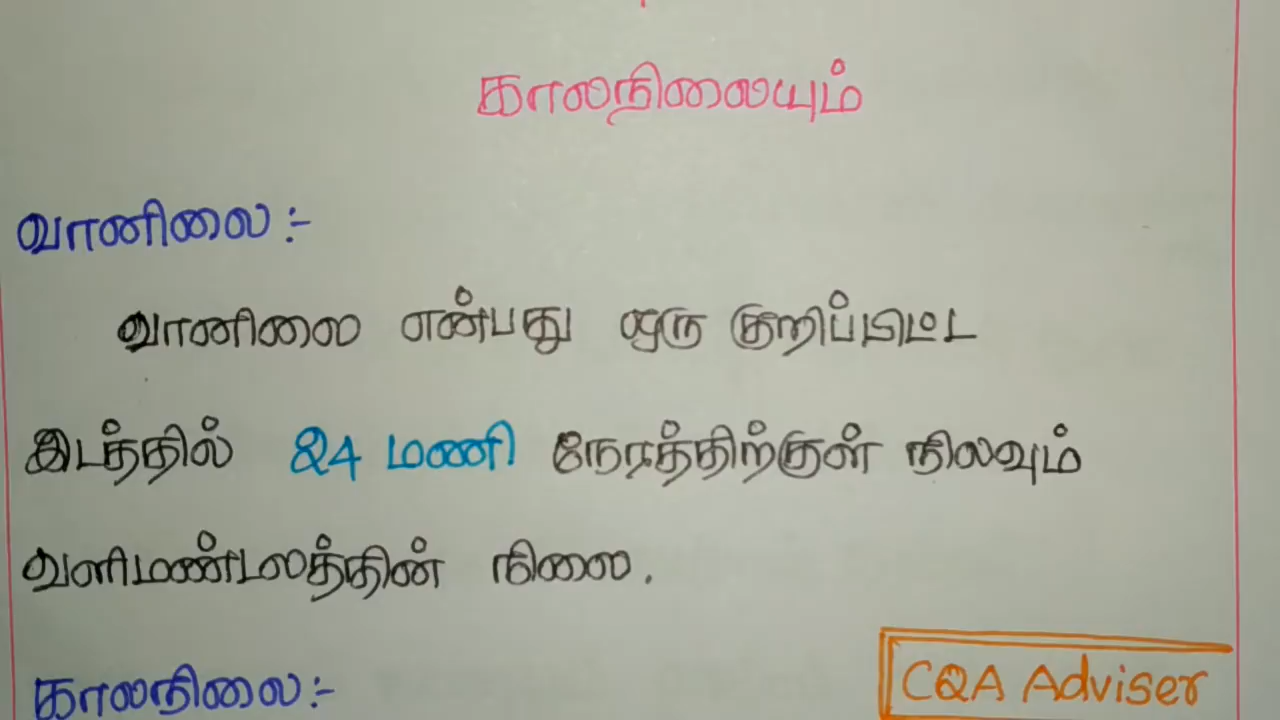 காலநிலையும்
வானிலை :-
வானிலை என்பது ஒரு குறிப்பிட்ட
இடத்தில் 24 மணி நேரத்திற்குள் நிலவும்
வளிமண்டலத்தின் நிலை.
காலநிலை:-
CQA Adviser